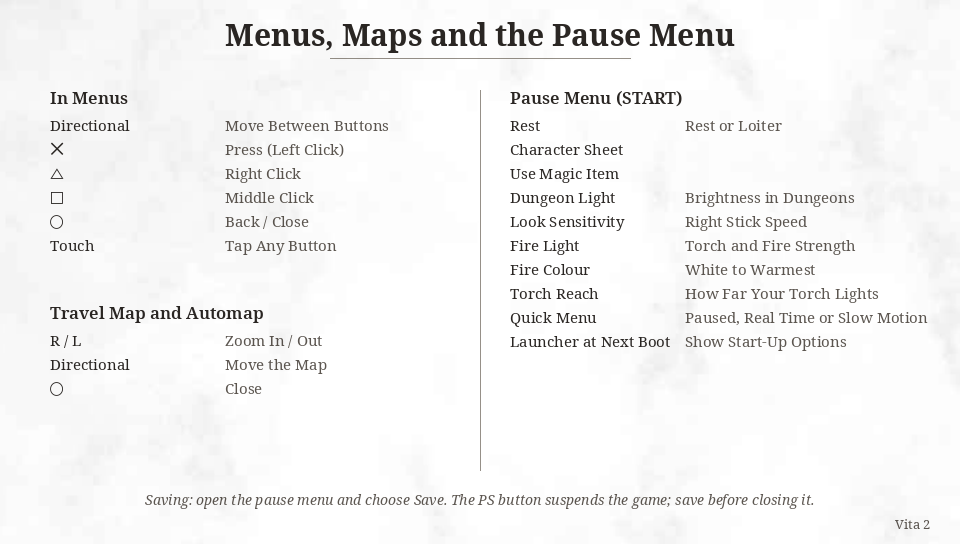 Menus, Maps and the Pause Menu
In Menus
Directional Move Between Buttons
✕ Press (Left Click)
△ Right Click
□ Middle Click
○ Back / Close
Touch Tap Any Button
Travel Map and Automap
R / L Zoom In / Out
Directional Move the Map
○ Close
Pause Menu (START)
Rest Rest or Loiter
Character Sheet
Use Magic Item
Dungeon Light Brightness in Dungeons
Look Sensitivity Right Stick Speed
Fire Light Torch and Fire Strength
Fire Colour White to Warmest
Torch Reach How Far Your Torch Lights
Quick Menu Paused, Real Time or Slow Motion
Launcher at Next Boot Show Start-Up Options
Saving: open the pause menu and choose Save. The PS button suspends the game; save before closing it.
Vita 2